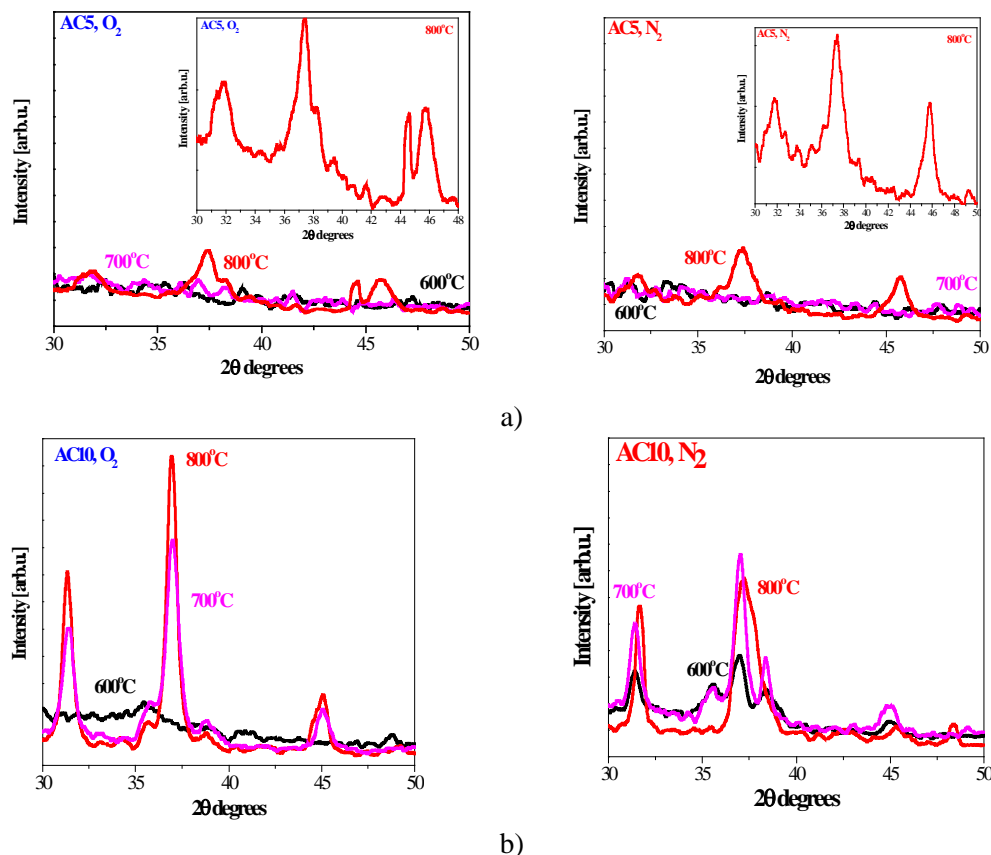 AC5, O₂
AC5, O₂
800°C
Intensity [arb.u.]
30 32 34 36 38 40 42 44 46 48
2θ degrees
700°C
800°C
600°C
Intensity [arb.u.]
30 35 40 45 50
2θ degrees
AC5, N₂
AC5, N₂
800°C
Intensity [arb.u.]
30 32 34 36 38 40 42 44 46 48 50
2θ degrees
800°C
700°C
600°C
Intensity [arb.u.]
30 35 40 45 50
2θ degrees
a)
AC10, O₂
800°C
700°C
600°C
Intensity [arb.u.]
30 35 40 45 50
2θ degrees
AC10, N₂
700°C
800°C
600°C
Intensity [arb.u.]
30 35 40 45 50
2θ degrees
b)